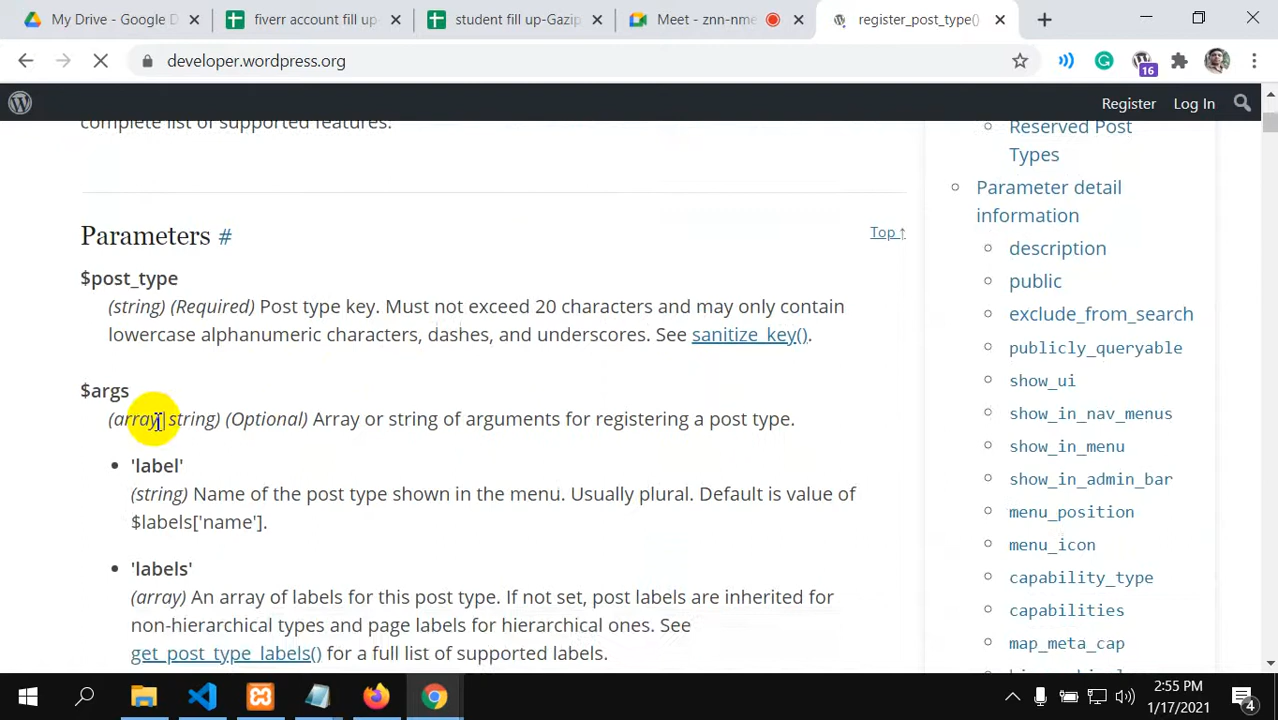 My Drive - Google D
fiverr account fill up-
student fill up-Gazip
Meet - znn-nme
register_post_type()
developer.wordpress.org
16
Register
Log In
complete list of supported features.
Parameters #
Top ↑
$post_type
(string) (Required) Post type key. Must not exceed 20 characters and may only contain
lowercase alphanumeric characters, dashes, and underscores. See sanitize_key().
$args
(array|string) (Optional) Array or string of arguments for registering a post type.
• 'label'
(string) Name of the post type shown in the menu. Usually plural. Default is value of
$labels['name'].
• 'labels'
(array) An array of labels for this post type. If not set, post labels are inherited for
non-hierarchical types and page labels for hierarchical ones. See
get_post_type_labels() for a full list of supported labels.
Reserved Post
Types
Parameter detail
information
description
public
exclude_from_search
publicly_queryable
show_ui
show_in_nav_menus
show_in_menu
show_in_admin_bar
menu_position
menu_icon
capability_type
capabilities
map_meta_cap
2:55 PM
1/17/2021
4